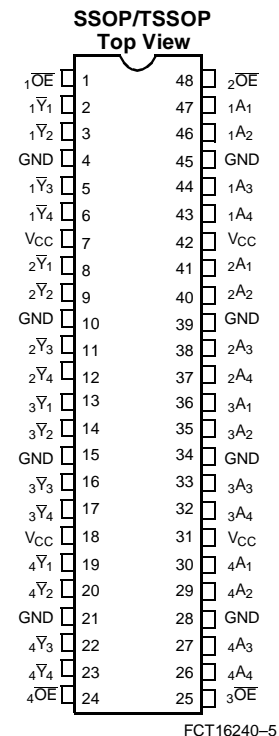 SSOP/TSSOP
Top View
1OE 1 48 2OE
1Y1 2 47 1A1
1Y2 3 46 1A2
GND 4 45 GND
1Y3 5 44 1A3
1Y4 6 43 1A4
VCC 7 42 VCC
2Y1 8 41 2A1
2Y2 9 40 2A2
GND 10 39 GND
2Y3 11 38 2A3
2Y4 12 37 2A4
3Y1 13 36 3A1
3Y2 14 35 3A2
GND 15 34 GND
3Y3 16 33 3A3
3Y4 17 32 3A4
VCC 18 31 VCC
4Y1 19 30 4A1
4Y2 20 29 4A2
GND 21 28 GND
4Y3 22 27 4A3
4Y4 23 26 4A4
4OE 24 25 3OE
FCT16240–5